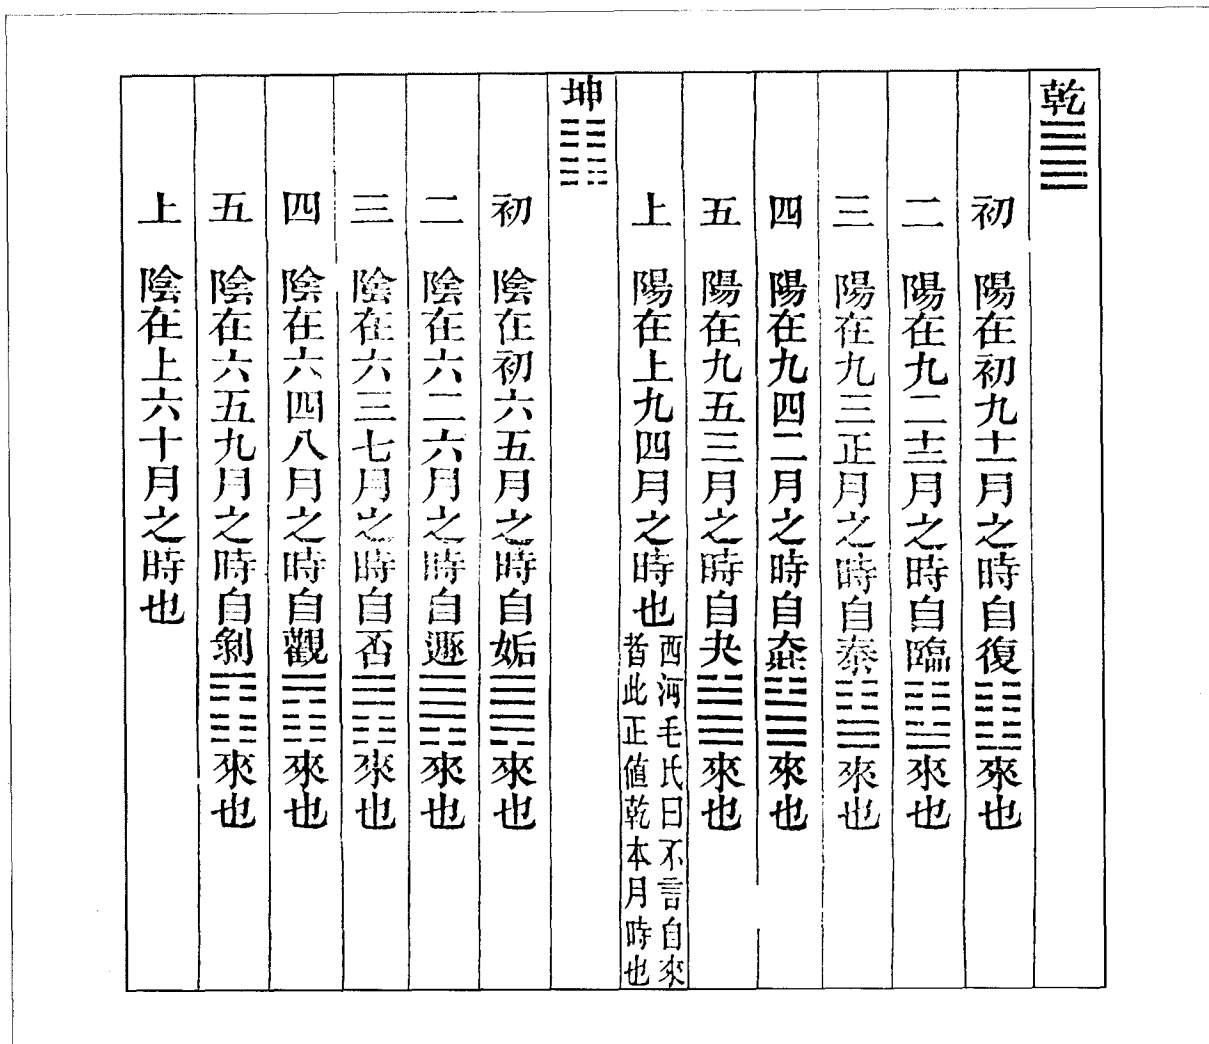 乾䷀
初 陽在初九十一月之時自復䷗來也
二 陽在九二十二月之時自臨䷒來也
三 陽在九三正月之時自泰䷊來也
四 陽在九四二月之時自大壯䷡來也
五 陽在九五三月之時自夬䷪來也
上 陽在上九四月之時也西河毛氏曰不言自來
者此正值乾本月時也
坤䷁
初 陰在初六五月之時自姤䷫來也
二 陰在六二六月之時自遯䷠來也
三 陰在六三七月之時自否䷋來也
四 陰在六四八月之時自觀䷓來也
五 陰在六五九月之時自剝䷖來也
上 陰在上六十月之時也